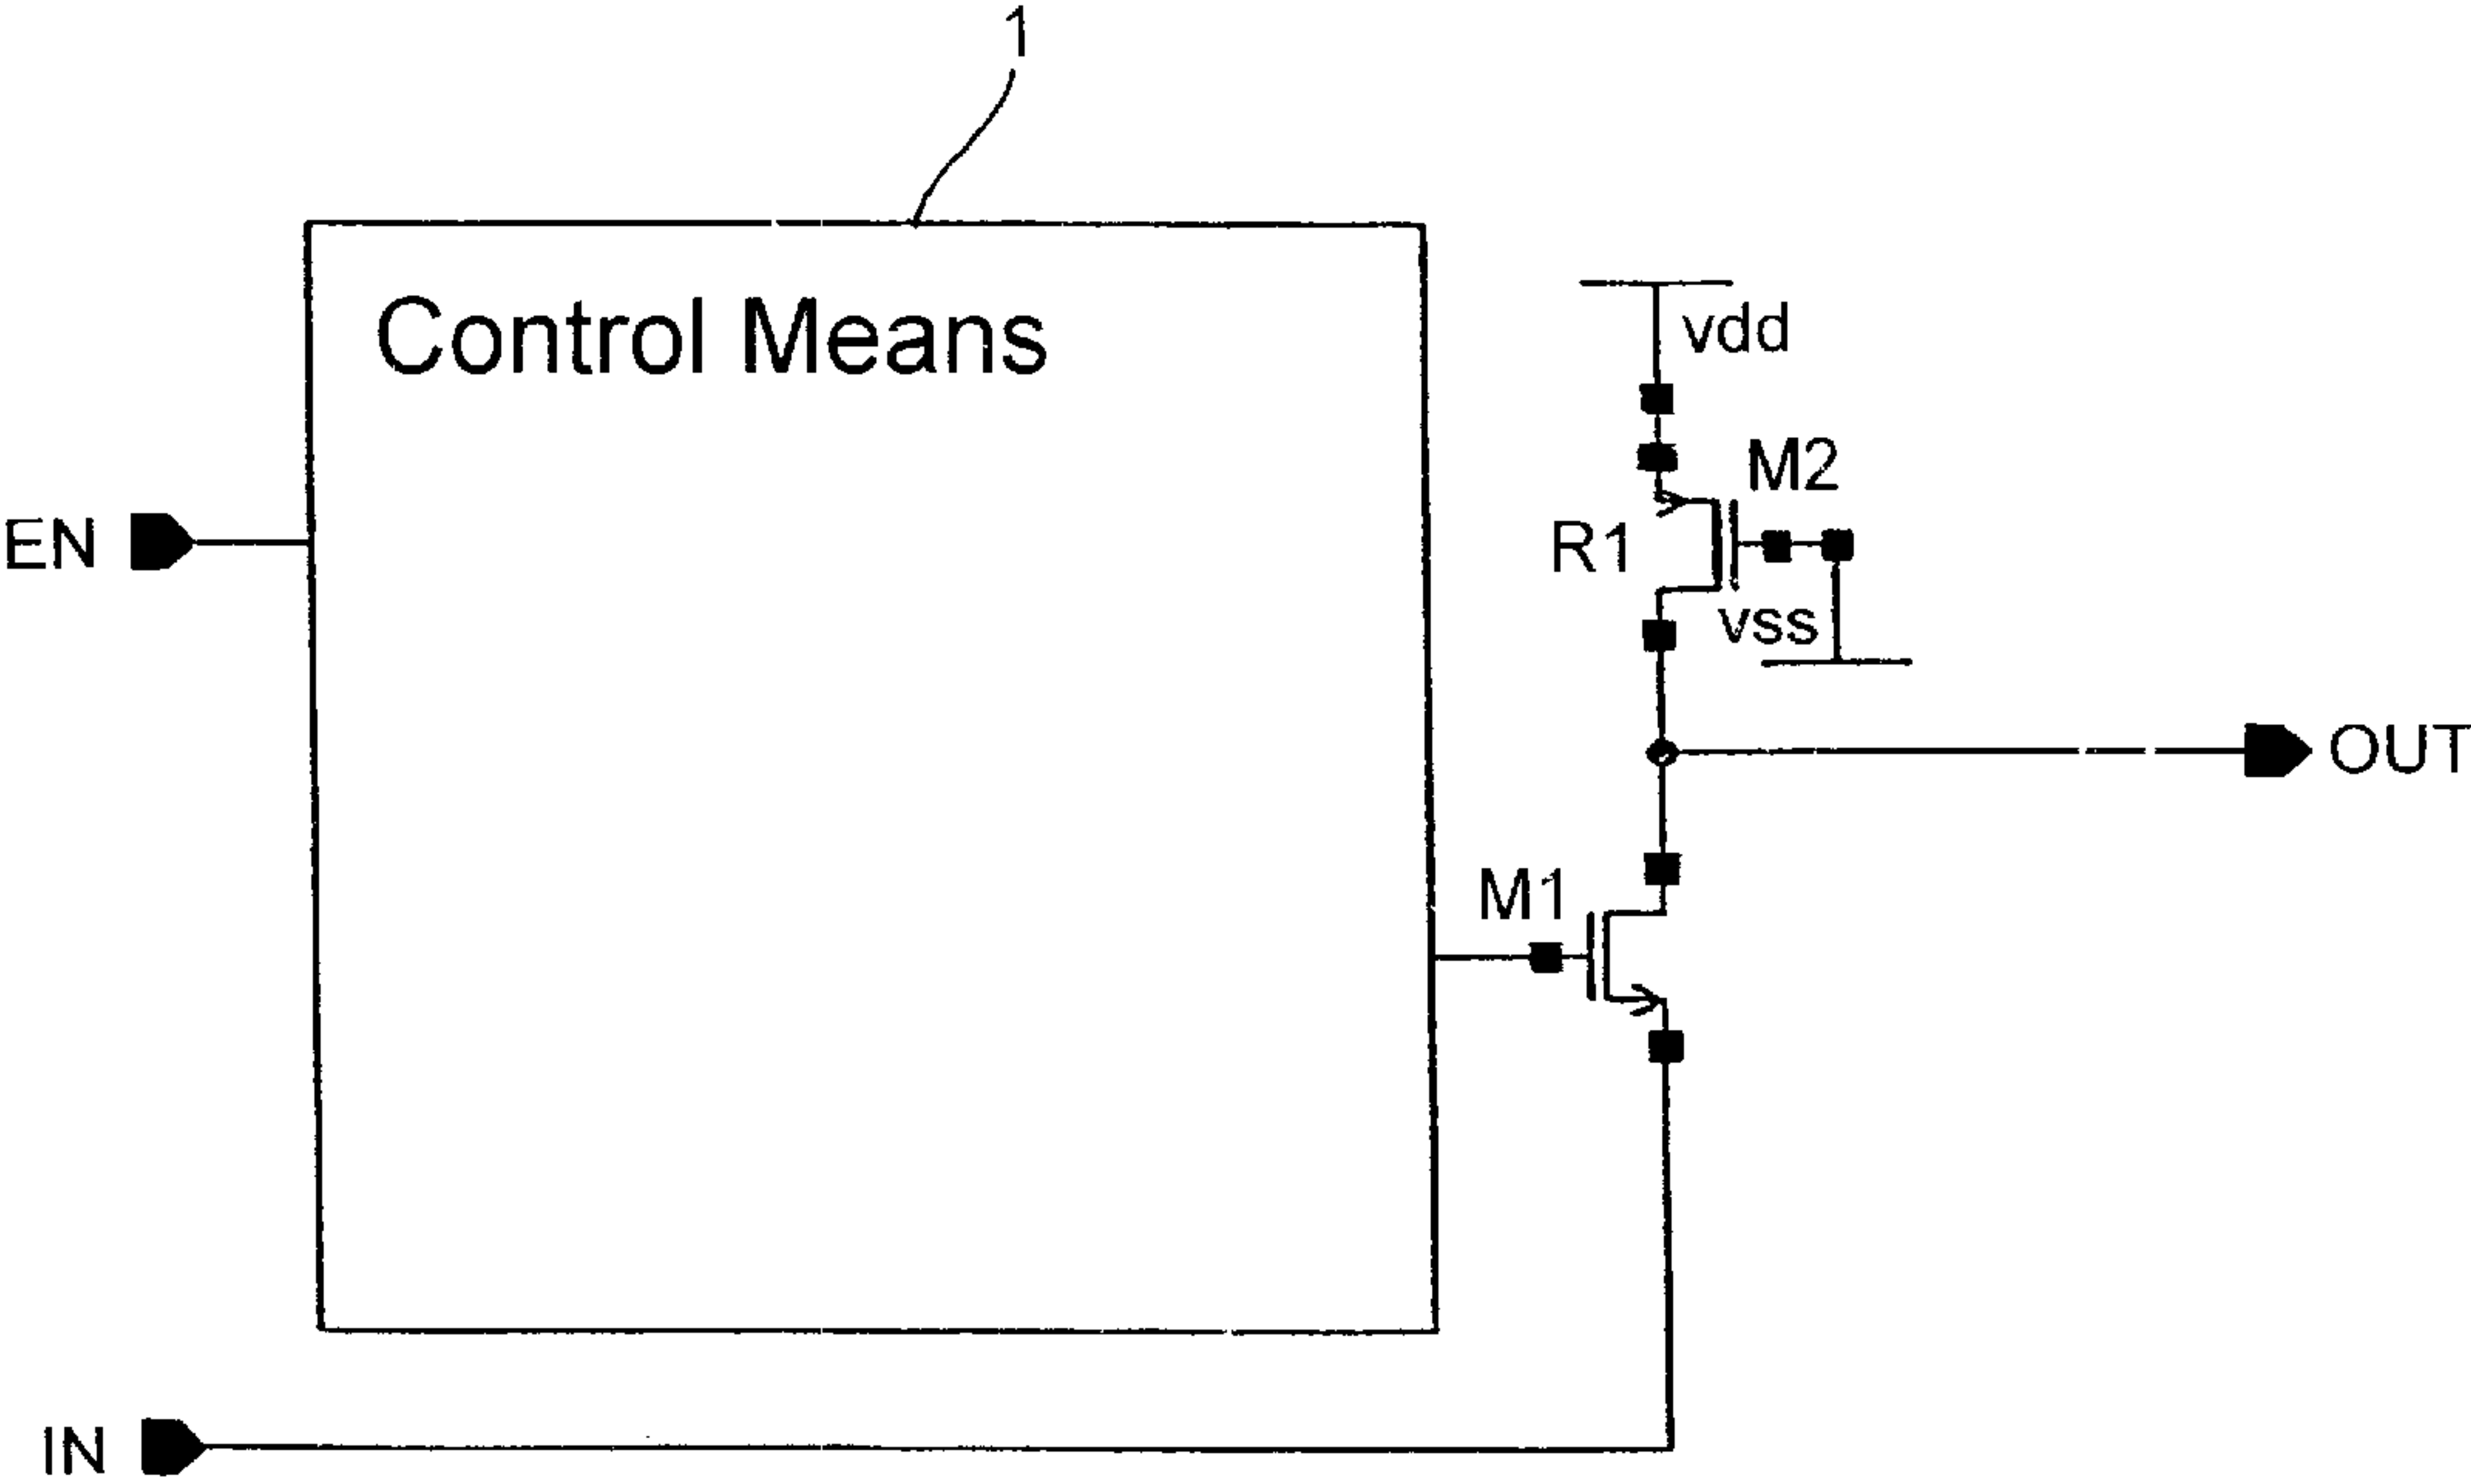 1
Control Means
vdd
M2
EN
R1
vss
OUT
M1
IN